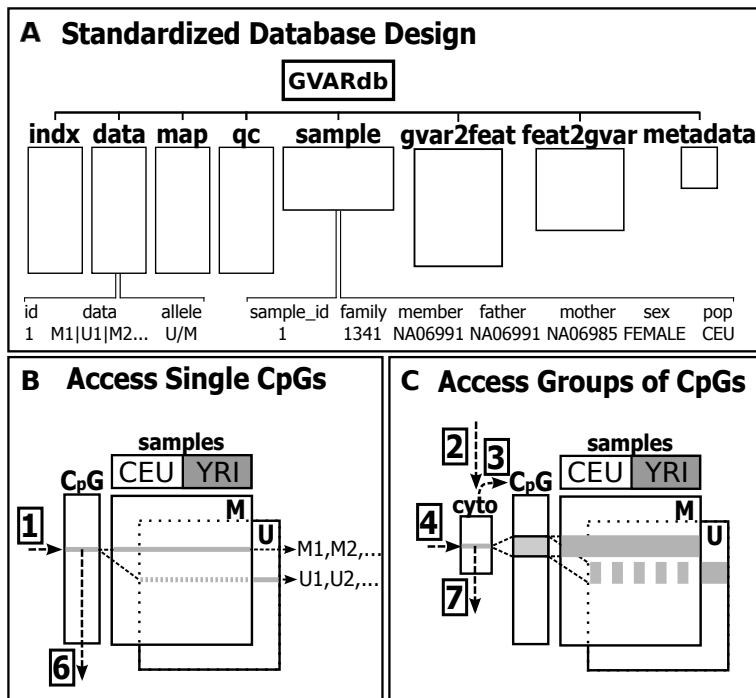 A Standardized Database Design
GVARdb
indx data map qc sample gvar2feat feat2gvar metadata
id data allele sample_id family member father mother sex pop
1 M1|U1|M2... U/M 1 1341 NA06991 NA06991 NA06985 FEMALE CEU
B Access Single CpGs
samples
CpG CEU YRI
M
1 U
M1,M2,...
U1,U2,...
6
C Access Groups of CpGs
2 3 samples
CpG CEU YRI
cyto M
4 U
7